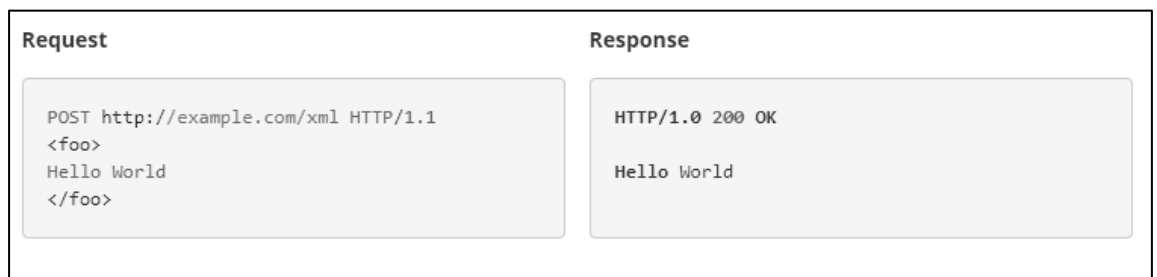 Request
POST http://example.com/xml HTTP/1.1
<foo>
Hello World
</foo>
Response
HTTP/1.0 200 OK
Hello World